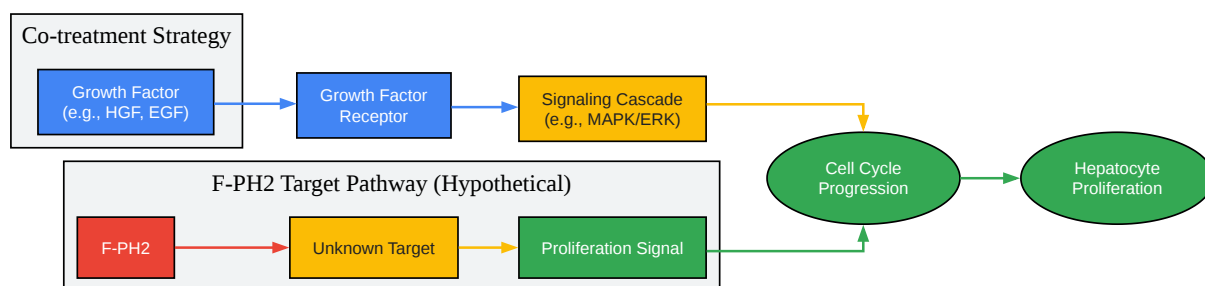 Co-treatment Strategy
Growth Factor
(e.g., HGF, EGF)
Growth Factor
Receptor
Signaling Cascade
(e.g., MAPK/ERK)
Cell Cycle
Progression
Hepatocyte
Proliferation
F-PH2 Target Pathway (Hypothetical)
F-PH2
Unknown Target
Proliferation Signal